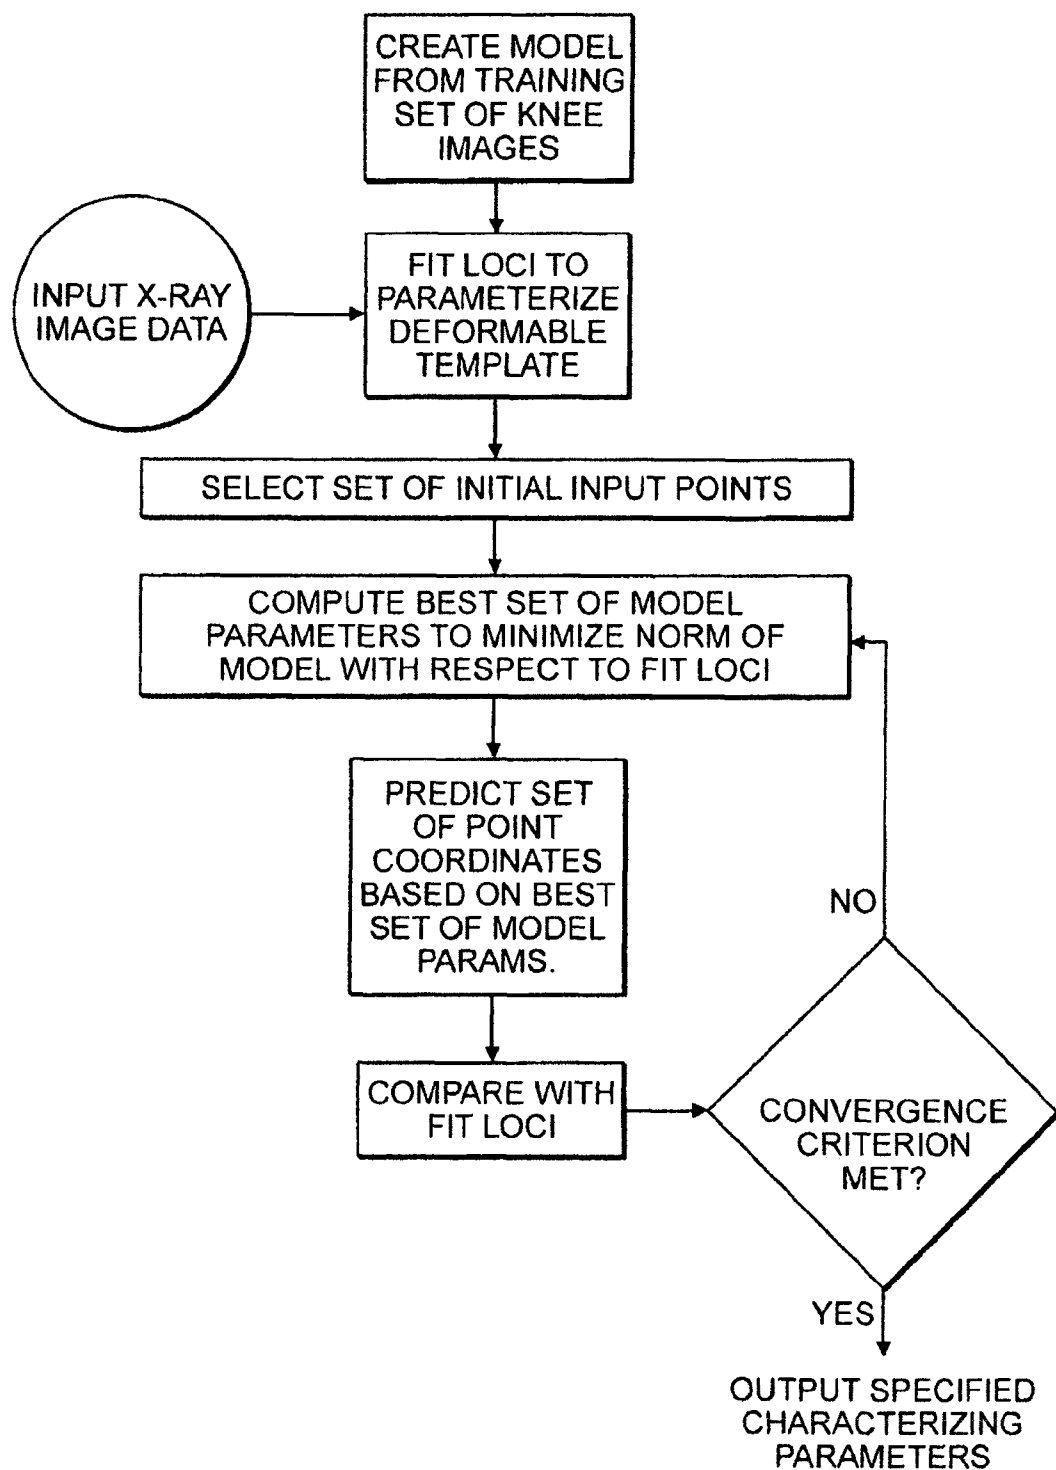 CREATE MODEL
FROM TRAINING
SET OF KNEE
IMAGES
INPUT X-RAY
IMAGE DATA
FIT LOCI TO
PARAMETERIZE
DEFORMABLE
TEMPLATE
SELECT SET OF INITIAL INPUT POINTS
COMPUTE BEST SET OF MODEL
PARAMETERS TO MINIMIZE NORM OF
MODEL WITH RESPECT TO FIT LOCI
PREDICT SET
OF POINT
COORDINATES
BASED ON BEST
SET OF MODEL
PARAMS.
COMPARE WITH
FIT LOCI
NO
CONVERGENCE
CRITERION
MET?
YES
OUTPUT SPECIFIED
CHARACTERIZING
PARAMETERS